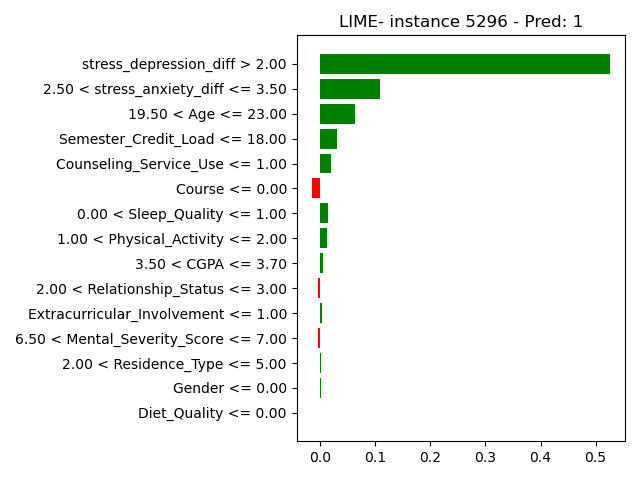 LIME- instance 5296 - Pred: 1
stress_depression_diff > 2.00
2.50 < stress_anxiety_diff <= 3.50
19.50 < Age <= 23.00
Semester_Credit_Load <= 18.00
Counseling_Service_Use <= 1.00
Course <= 0.00
0.00 < Sleep_Quality <= 1.00
1.00 < Physical_Activity <= 2.00
3.50 < CGPA <= 3.70
2.00 < Relationship_Status <= 3.00
Extracurricular_Involvement <= 1.00
6.50 < Mental_Severity_Score <= 7.00
2.00 < Residence_Type <= 5.00
Gender <= 0.00
Diet_Quality <= 0.00
0.0 0.1 0.2 0.3 0.4 0.5